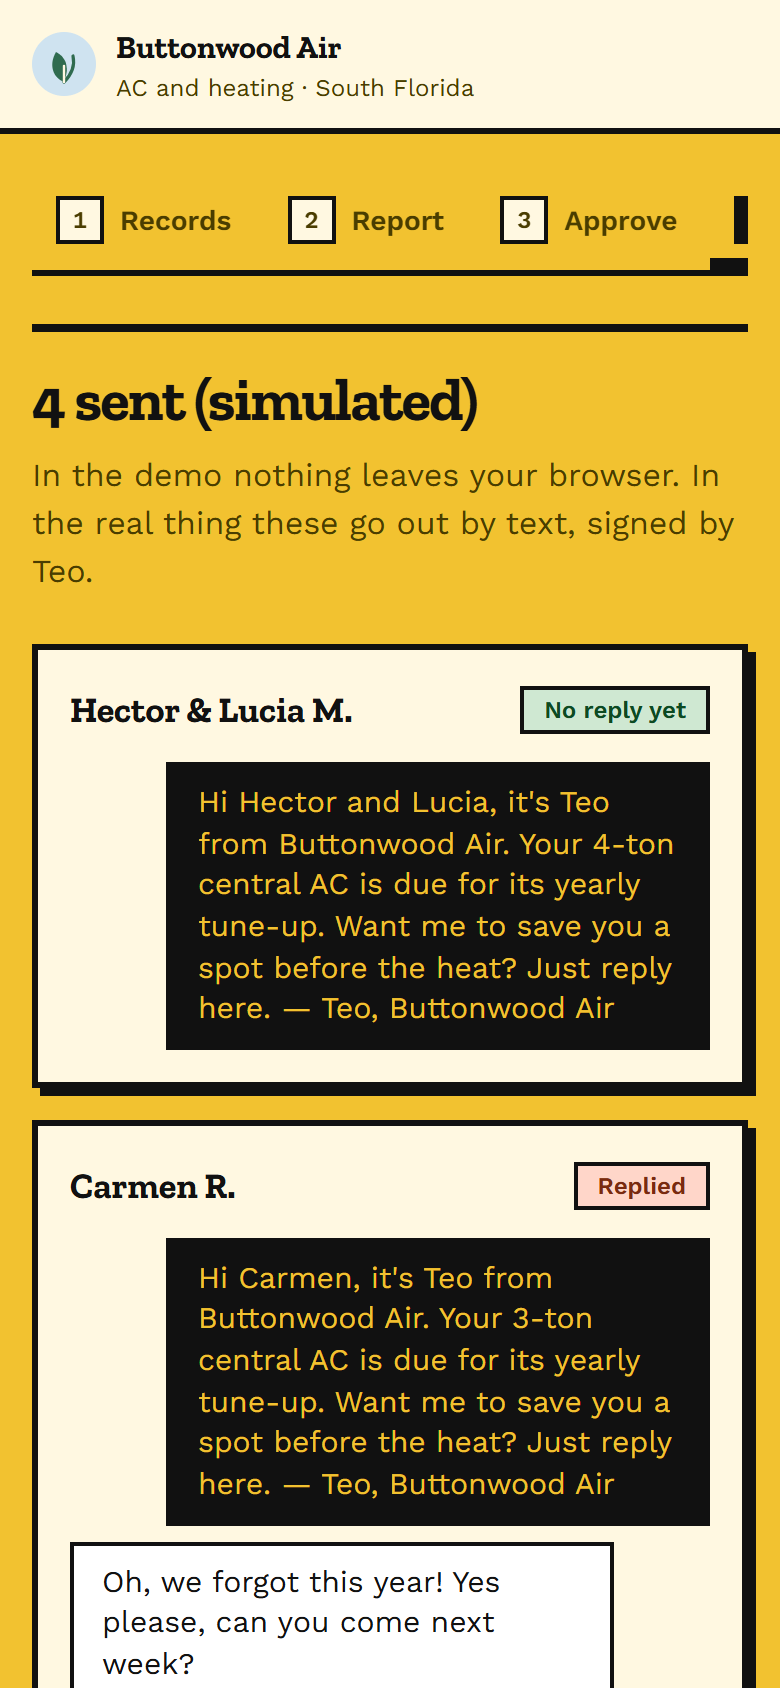 Buttonwood Air
AC and heating · South Florida
1 Records 2 Report 3 Approve
4 sent (simulated)
In the demo nothing leaves your browser. In
the real thing these go out by text, signed by
Teo.
Hector & Lucia M.
No reply yet
Hi Hector and Lucia, it's Teo
from Buttonwood Air. Your 4-ton
central AC is due for its yearly
tune-up. Want me to save you a
spot before the heat? Just reply
here. — Teo, Buttonwood Air
Carmen R.
Replied
Hi Carmen, it's Teo from
Buttonwood Air. Your 3-ton
central AC is due for its yearly
tune-up. Want me to save you a
spot before the heat? Just reply
here. — Teo, Buttonwood Air
Oh, we forgot this year! Yes
please, can you come next
week?